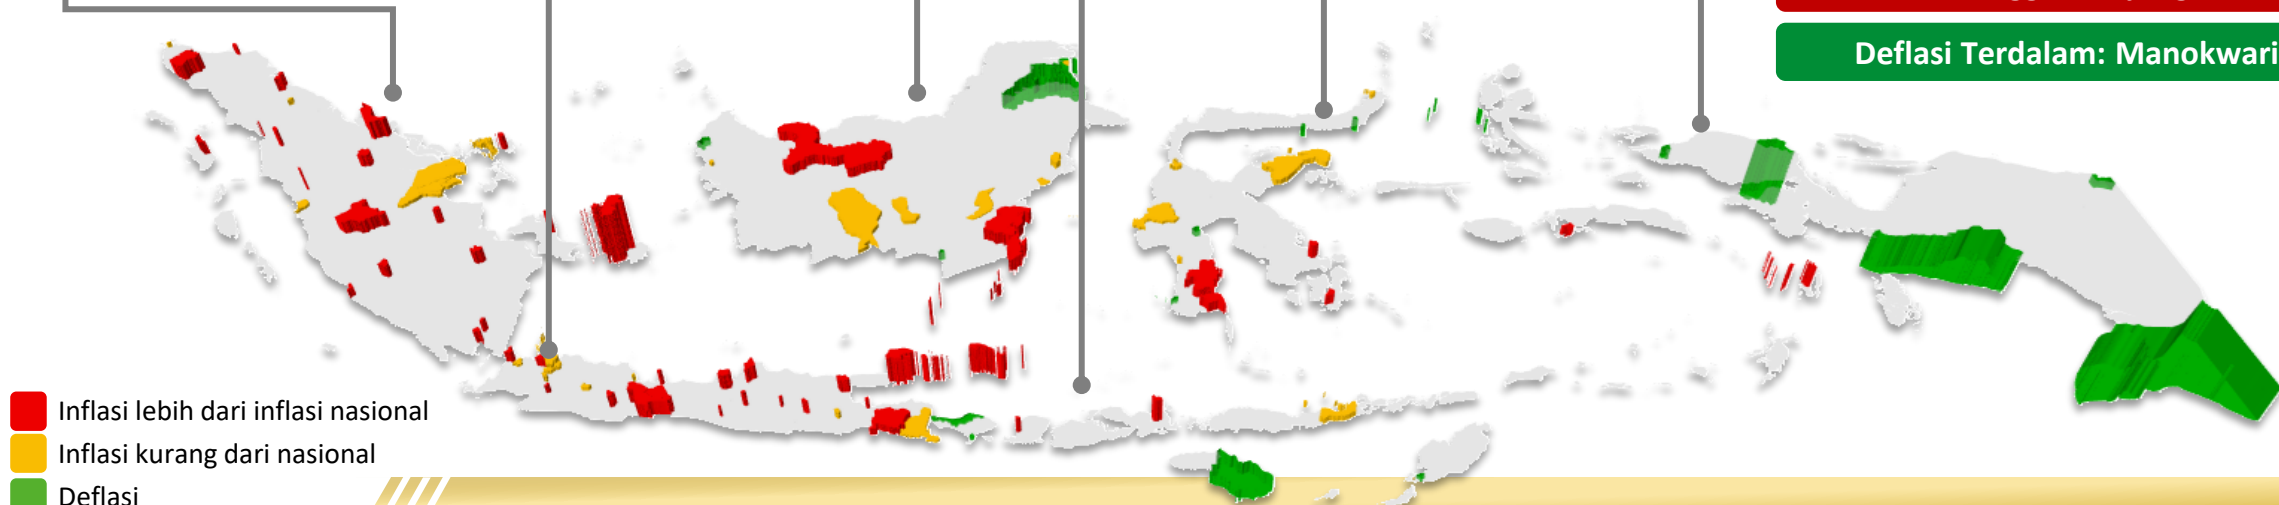 Deflasi Terdalam: Manokwari
Inflasi lebih dari inflasi nasional
Inflasi kurang dari nasional
Deflasi